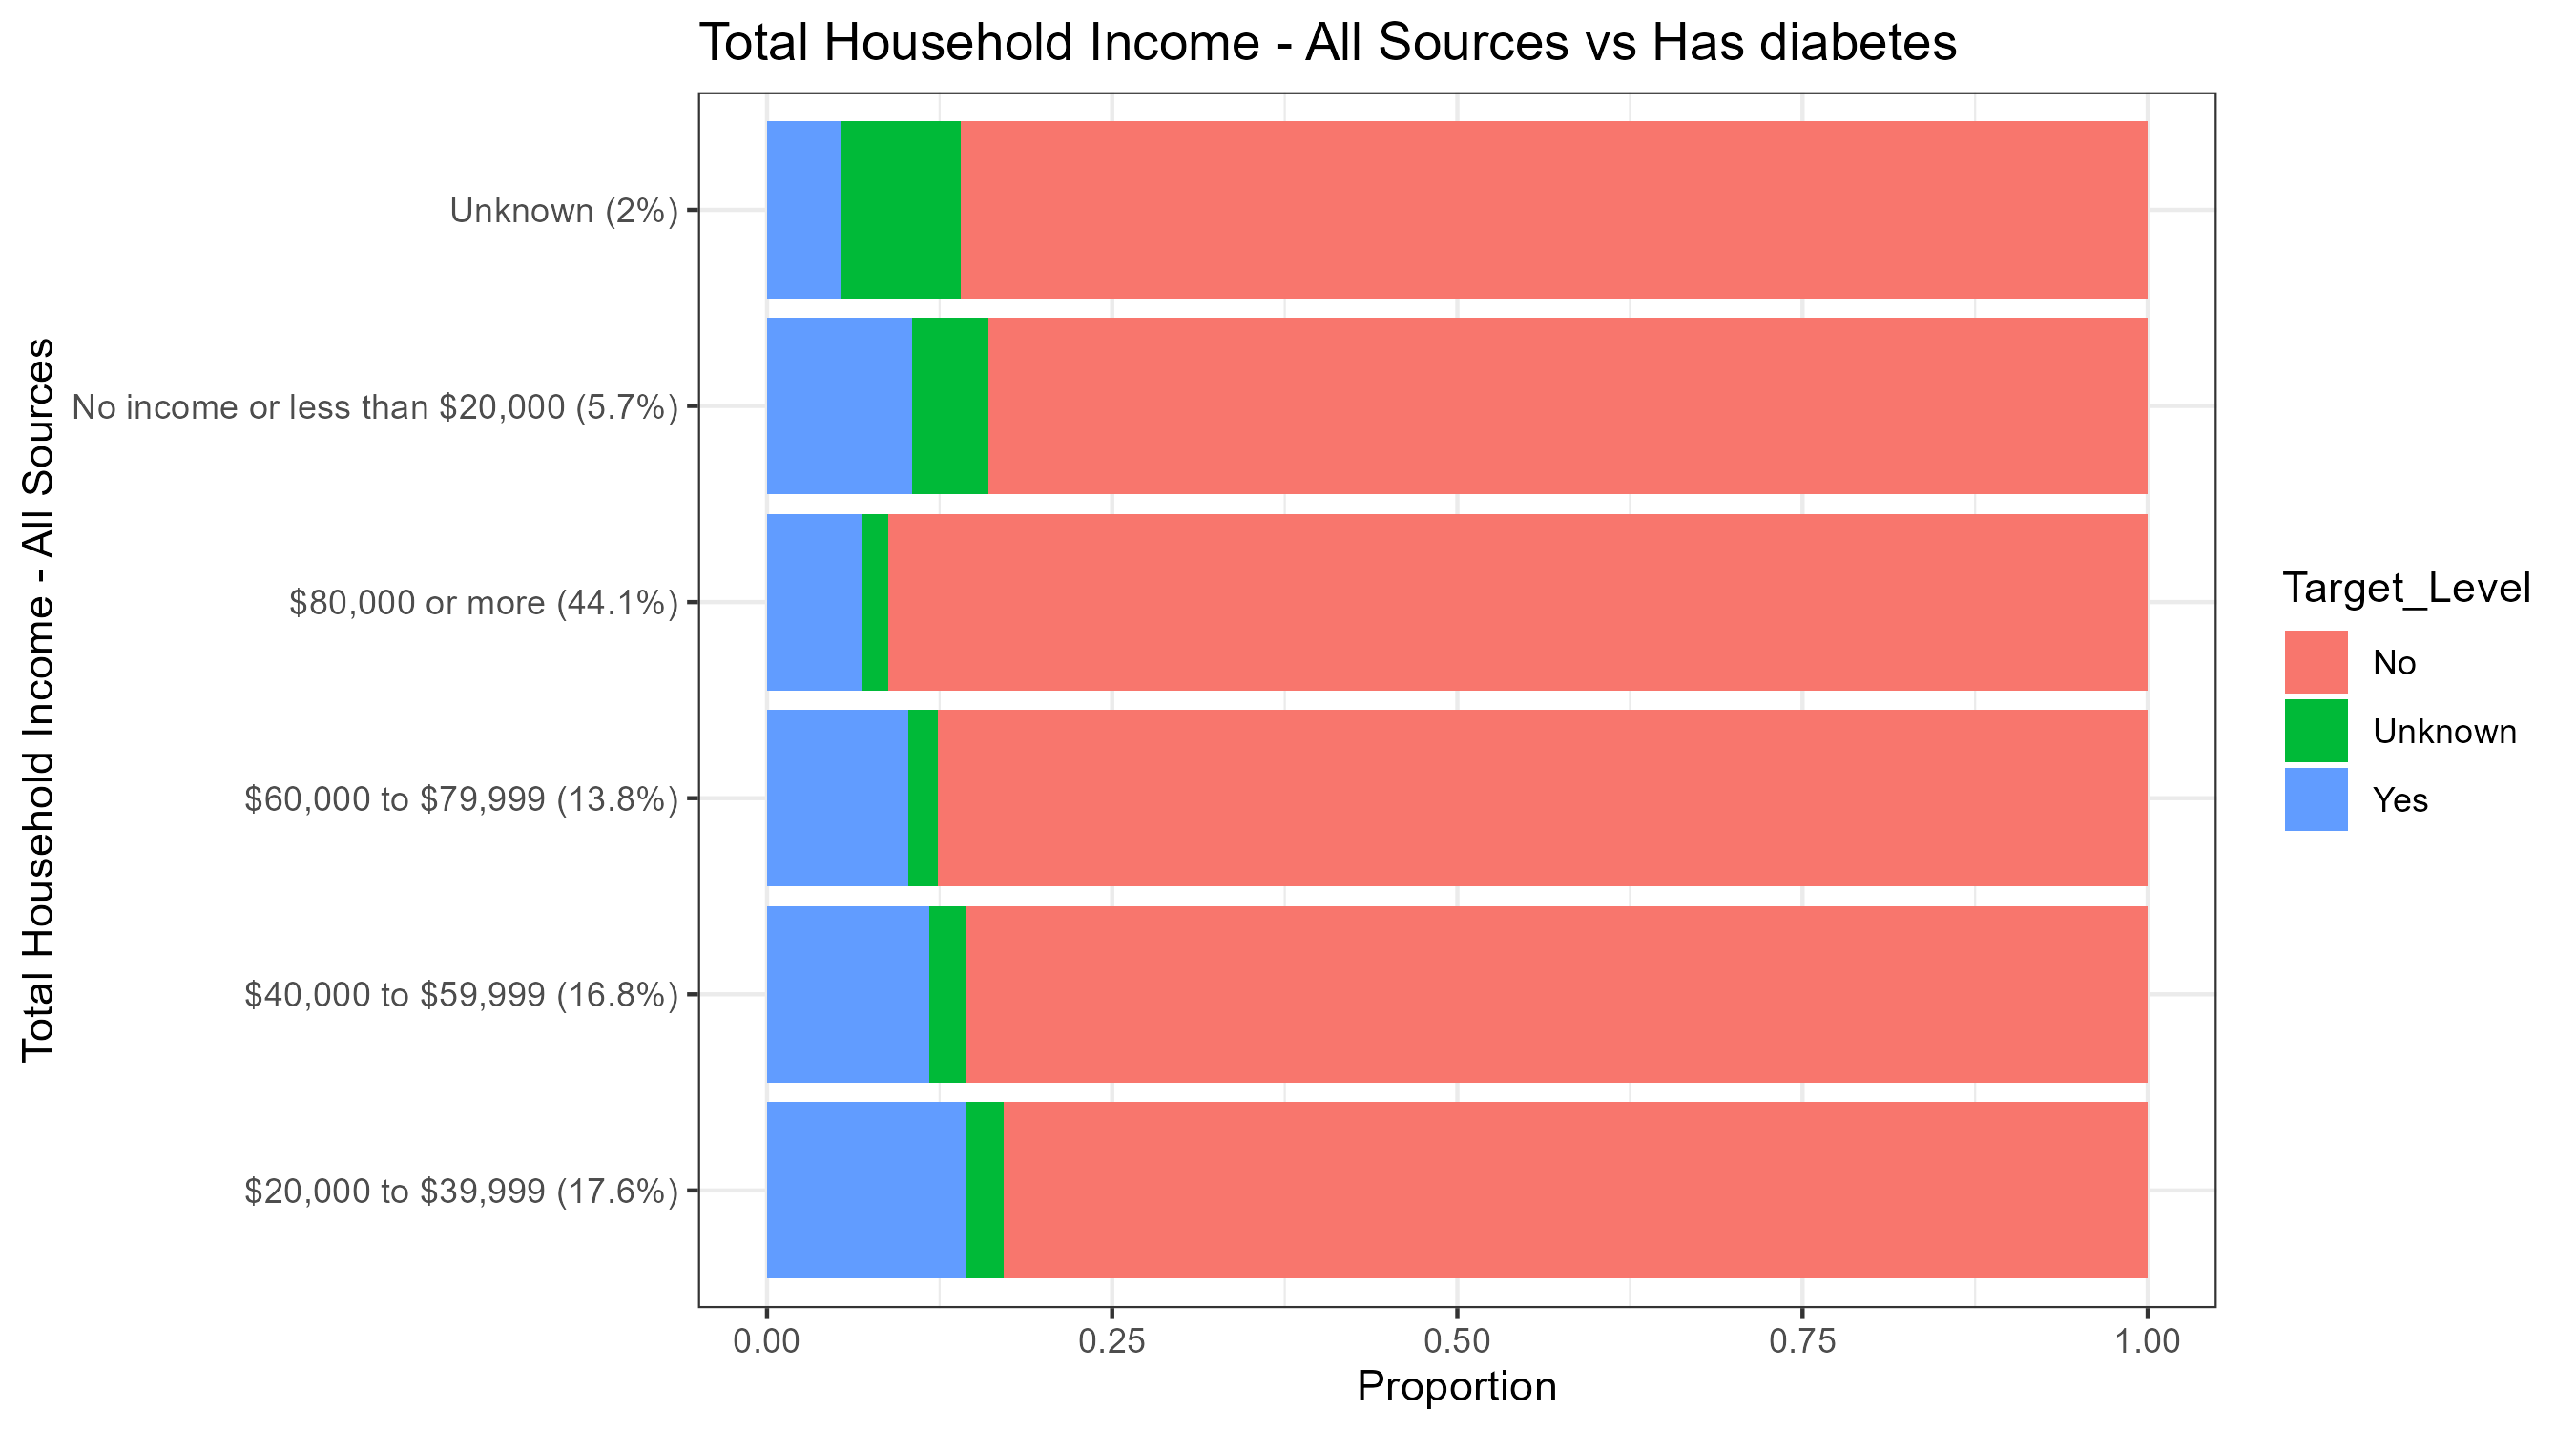 Total Household Income - All Sources vs Has diabetes
Total Household Income - All Sources
Unknown (2%)
No income or less than $20,000 (5.7%)
$80,000 or more (44.1%)
$60,000 to $79,999 (13.8%)
$40,000 to $59,999 (16.8%)
$20,000 to $39,999 (17.6%)
0.00 0.25 0.50 0.75 1.00
Proportion
Target_Level
No
Unknown
Yes